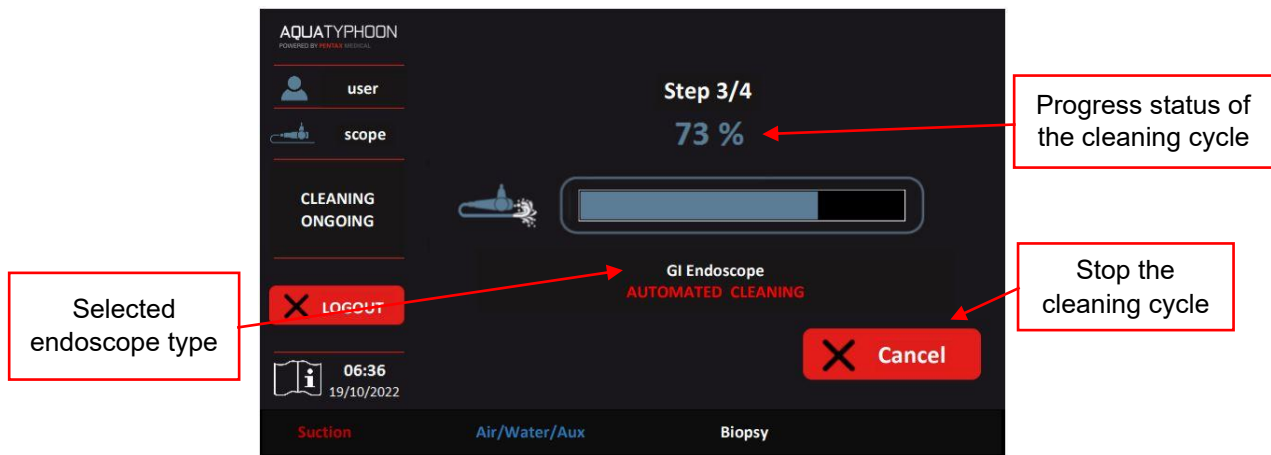 AQUATYPHOON
POWERED BY PENTAX MEDICAL
user
scope
CLEANING
ONGOING
LOGOUT
06:36
19/10/2022
Step 3/4
73 %
GI Endoscope
AUTOMATED CLEANING
Cancel
Suction
Air/Water/Aux
Biopsy
Progress status of
the cleaning cycle
Stop the
cleaning cycle
Selected
endoscope type